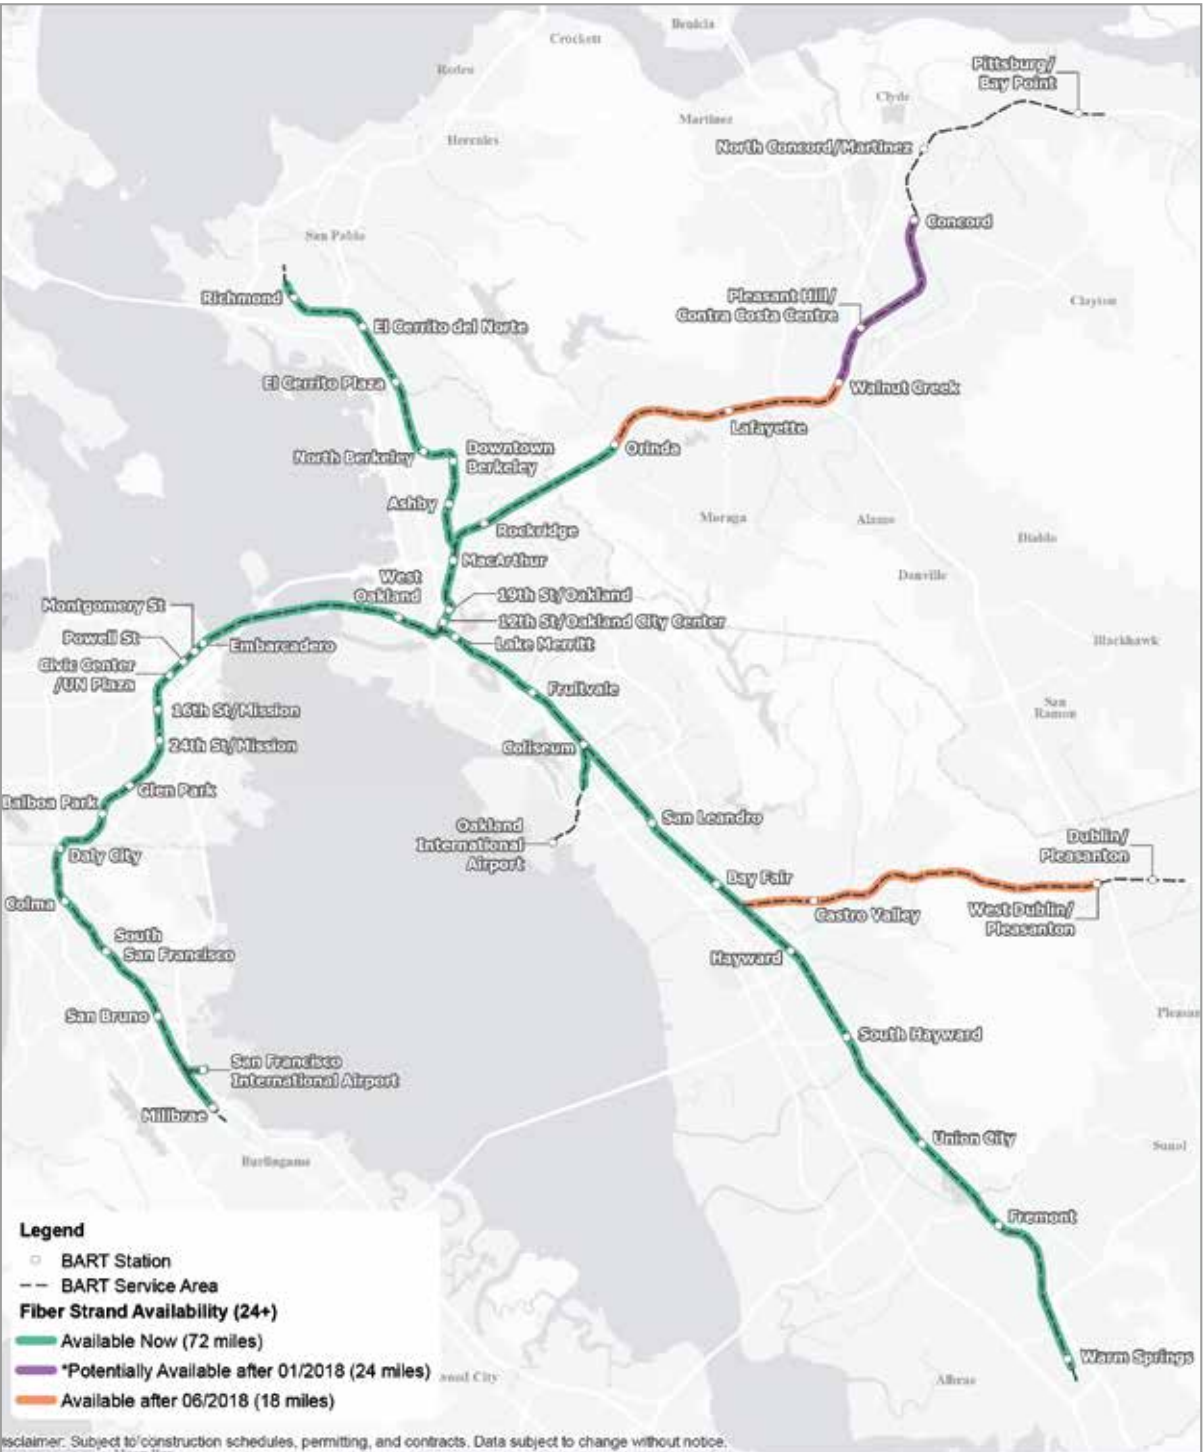 Benicia
Crockett
Rodeo
Pittsburg/
Bay Point
Clyde
Martinez
Hercules
North Concord/Martinez
Concord
San Pablo
Pleasant Hill/
Contra Costa Centre
Clayton
Richmond
El Cerrito del Norte
El Cerrito Plaza
Walnut Creek
Lafayette
Orinda
Downtown
Berkeley
North Berkeley
Ashby
Rockridge
Moraga
Alamo
Diablo
MacArthur
Danville
West
Oakland
19th St/Oakland
12th St/Oakland City Center
Lake Merritt
Montgomery St
Powell St
Civic Center
/UN Plaza
Embarcadero
Blackhawk
Fruitvale
16th St/Mission
24th St/Mission
San
Ramon
Coliseum
Glen Park
Balboa Park
San Leandro
Oakland
International
Airport
Dublin/
Pleasanton
Daly City
Bay Fair
Castro Valley
West Dublin/
Pleasanton
Colma
South
San Francisco
Hayward
San Bruno
Pleasan
South Hayward
San Francisco
International Airport
Millbrae
Union City
Sunol
Burlingame
Fremont
Legend
BART Station
BART Service Area
Fiber Strand Availability (24+)
Available Now (72 miles)
*Potentially Available after 01/2018 (24 miles)
Available after 06/2018 (18 miles)
Warm Springs
wood City
isclaimer: Subject to construction schedules, permitting, and contracts. Data subject to change without notice.